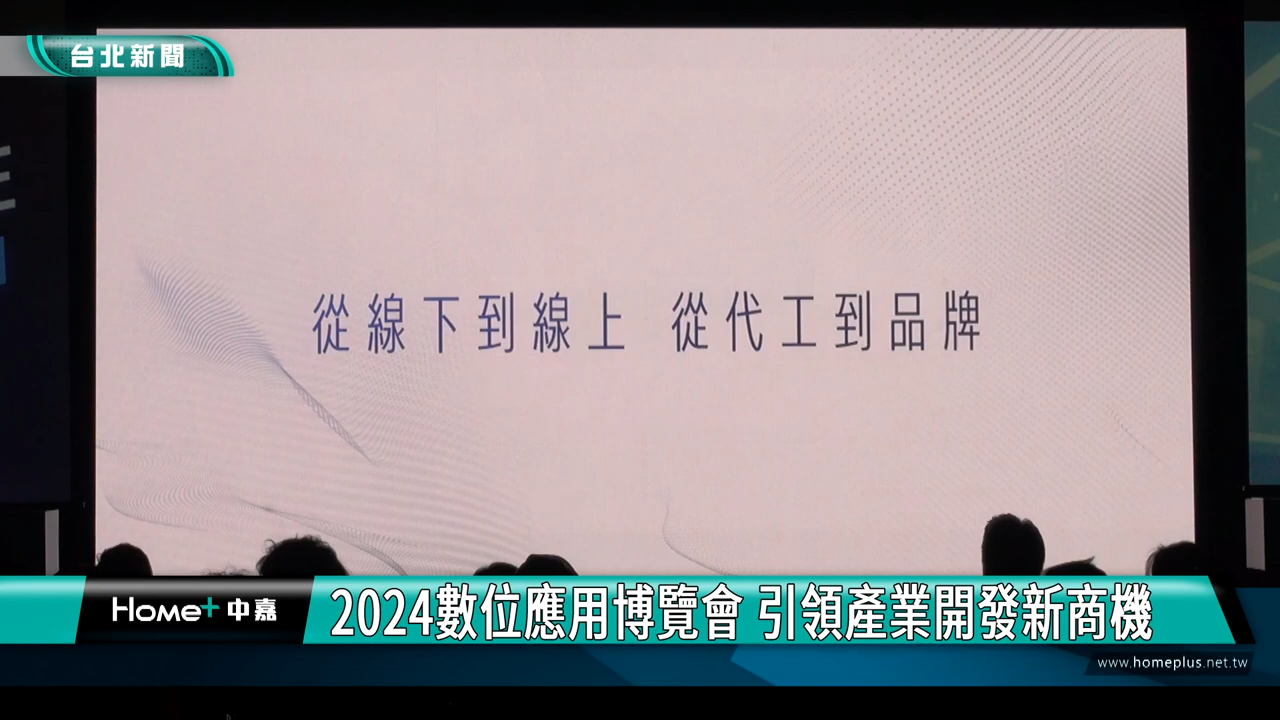 台北新聞
從線下到線上 從代工到品牌
Home+中嘉
2024數位應用博覽會 引領產業開發新商機
www.homeplus.net.tw